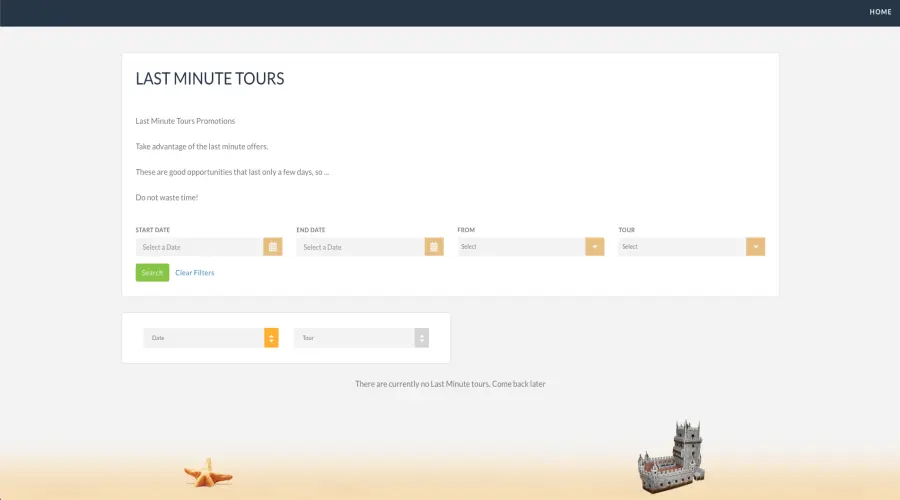 HOME
LAST MINUTE TOURS
Last Minute Tours Promotions
Take advantage of the last minute offers.
These are good opportunities that last only a few days, so ...
Do not waste time!
START DATE
END DATE
FROM
TOUR
Select a Date
Select a Date
Select
Select
Search
Clear Filters
Date
Tour
There are currently no Last Minute tours. Come back later